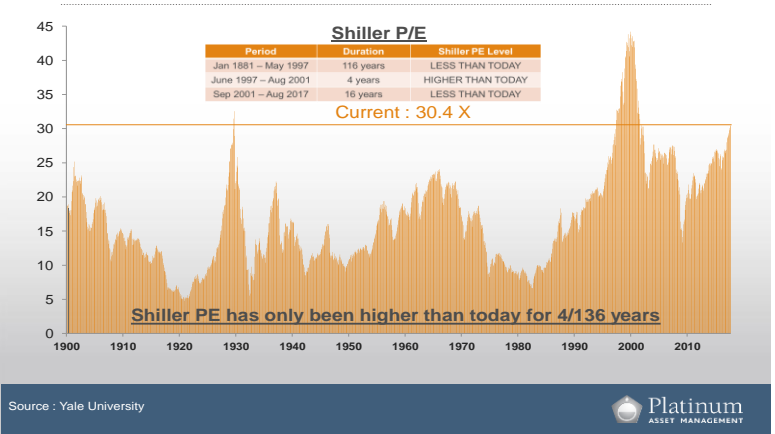 Shiller P/E
Period Duration Shiller PE Level
Jan 1881 – May 1997 116 years LESS THAN TODAY
June 1997 – Aug 2001 4 years HIGHER THAN TODAY
Sep 2001 – Aug 2017 16 years LESS THAN TODAY
Current : 30.4 X
45
40
35
30
25
20
15
10
5
0
Shiller PE has only been higher than today for 4/136 years
1900 1910 1920 1930 1940 1950 1960 1970 1980 1990 2000 2010
Source : Yale University
Platinum
ASSET MANAGEMENT